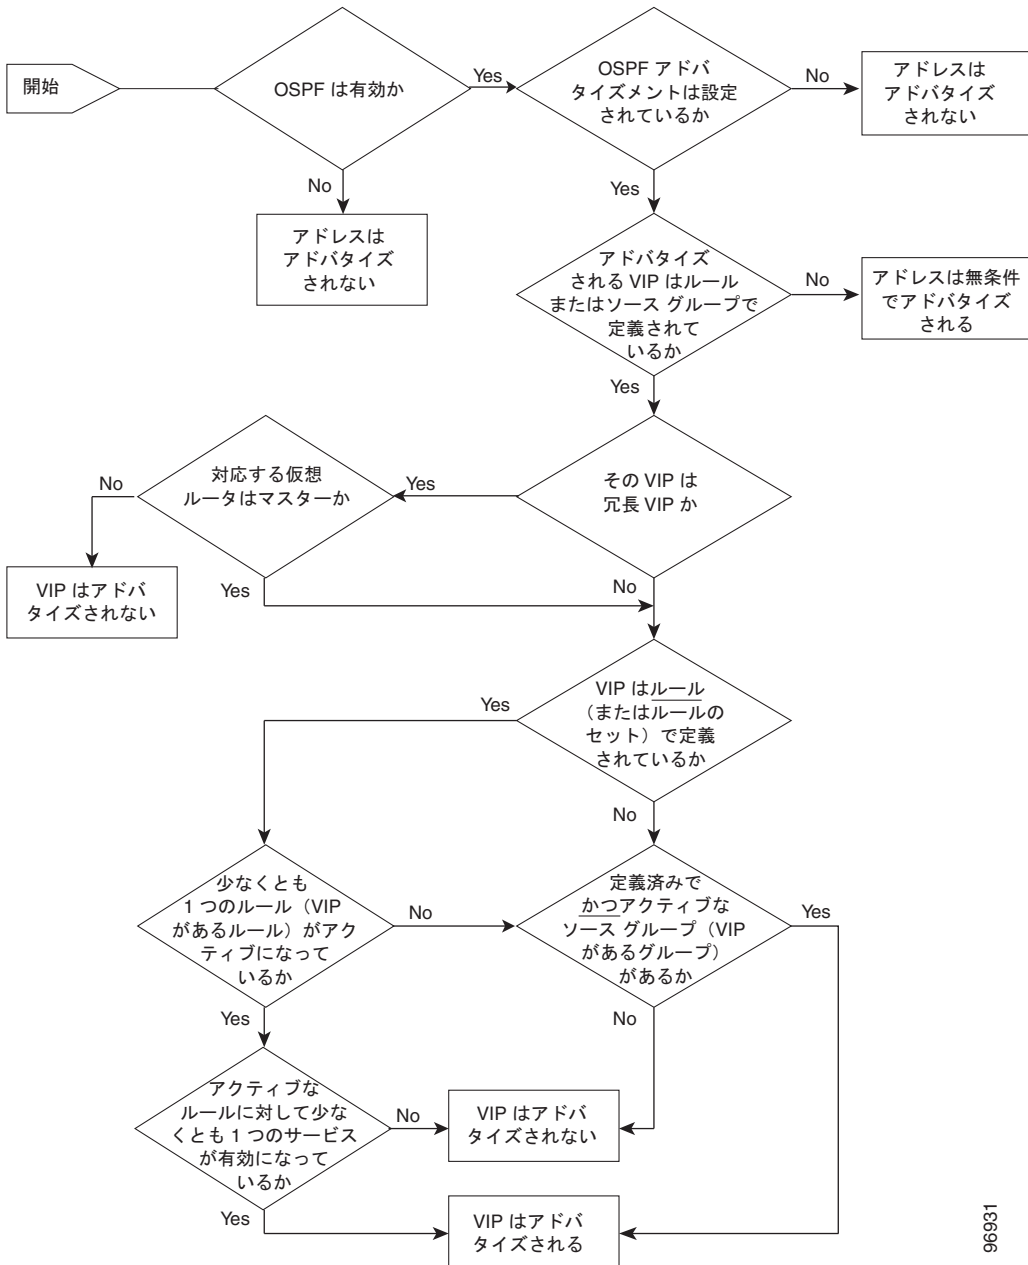 開始
OSPF は有効か
Yes
OSPF アドバ
タイズメントは設定
されているか
No
アドレスは
アドバタイズ
されない
No
アドレスは
アドバタイズ
されない
Yes
アドバタイズ
される VIP はルール
またはソース グループで
定義されて
いるか
No
アドレスは無条件
でアドバタイズ
される
Yes
対応する仮想
ルータはマスターか
No
Yes
その VIP は
冗長 VIP か
VIP はアドバ
タイズされない
Yes
No
VIP はルール
（またはルールの
セット）で定義
されているか
Yes
No
少なくとも
1 つのルール（VIP
があるルール）がアク
ティブになって
いるか
No
定義済みで
かつアクティブな
ソース グループ（VIP
があるグループ）
があるか
Yes
Yes
No
アクティブな
ルールに対して少な
くとも 1 つのサービス
が有効になって
いるか
No
VIP はアドバ
タイズされない
Yes
VIP はアドバ
タイズされる
96931